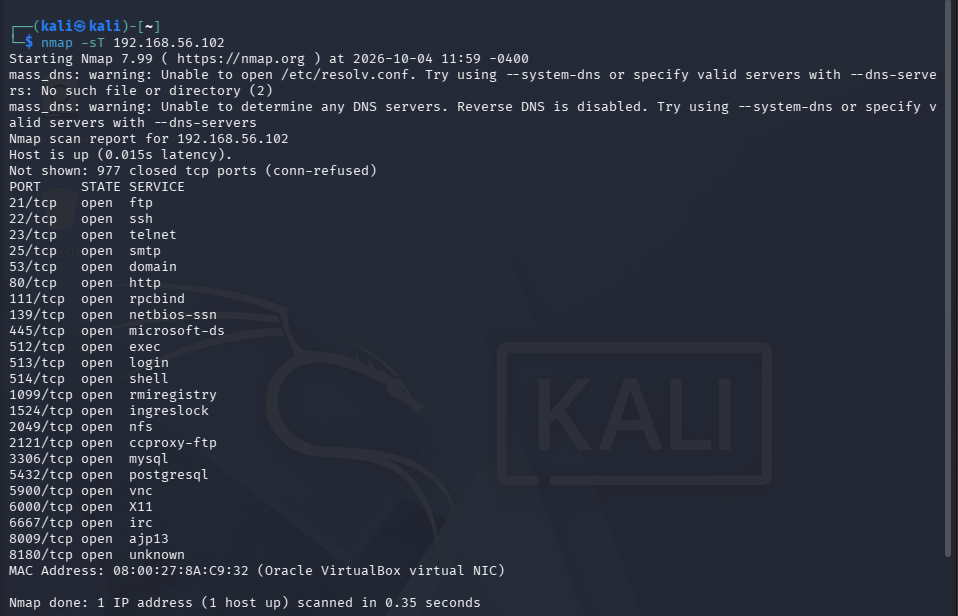 ┌──(kali㉿kali)-[~]
└─$ nmap -sT 192.168.56.102
Starting Nmap 7.99 ( https://nmap.org ) at 2026-10-04 11:59 -0400
mass_dns: warning: Unable to open /etc/resolv.conf. Try using --system-dns or specify valid servers with --dns-serve
rs: No such file or directory (2)
mass_dns: warning: Unable to determine any DNS servers. Reverse DNS is disabled. Try using --system-dns or specify v
alid servers with --dns-servers
Nmap scan report for 192.168.56.102
Host is up (0.015s latency).
Not shown: 977 closed tcp ports (conn-refused)
PORT     STATE SERVICE
21/tcp   open  ftp
22/tcp   open  ssh
23/tcp   open  telnet
25/tcp   open  smtp
53/tcp   open  domain
80/tcp   open  http
111/tcp  open  rpcbind
139/tcp  open  netbios-ssn
445/tcp  open  microsoft-ds
512/tcp  open  exec
513/tcp  open  login
514/tcp  open  shell
1099/tcp open  rmiregistry
1524/tcp open  ingreslock
2049/tcp open  nfs
2121/tcp open  ccproxy-ftp
3306/tcp open  mysql
5432/tcp open  postgresql
5900/tcp open  vnc
6000/tcp open  X11
6667/tcp open  irc
8009/tcp open  ajp13
8180/tcp open  unknown
MAC Address: 08:00:27:8A:C9:32 (Oracle VirtualBox virtual NIC)
Nmap done: 1 IP address (1 host up) scanned in 0.35 seconds
KALI